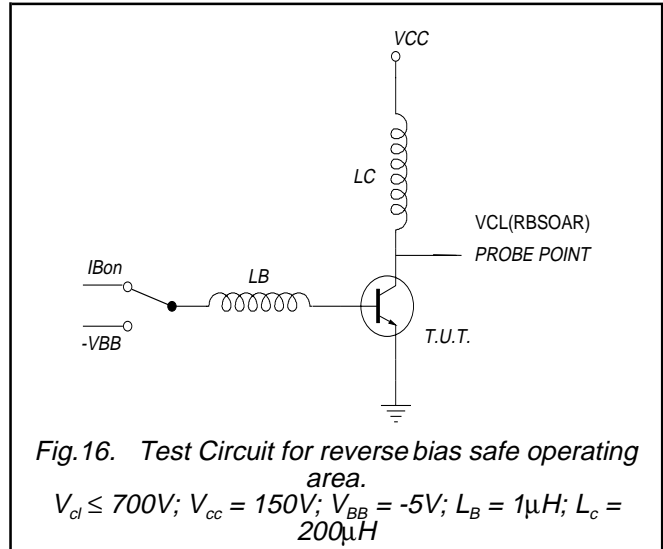 VCC
LC
VCL(RBSOAR)
PROBE POINT
IBon
LB
-VBB
T.U.T.
Fig.16. Test Circuit for reverse bias safe operating
area.
Vcl ≤ 700V; Vcc = 150V; VBB = -5V; LB = 1μH; Lc =
200μH